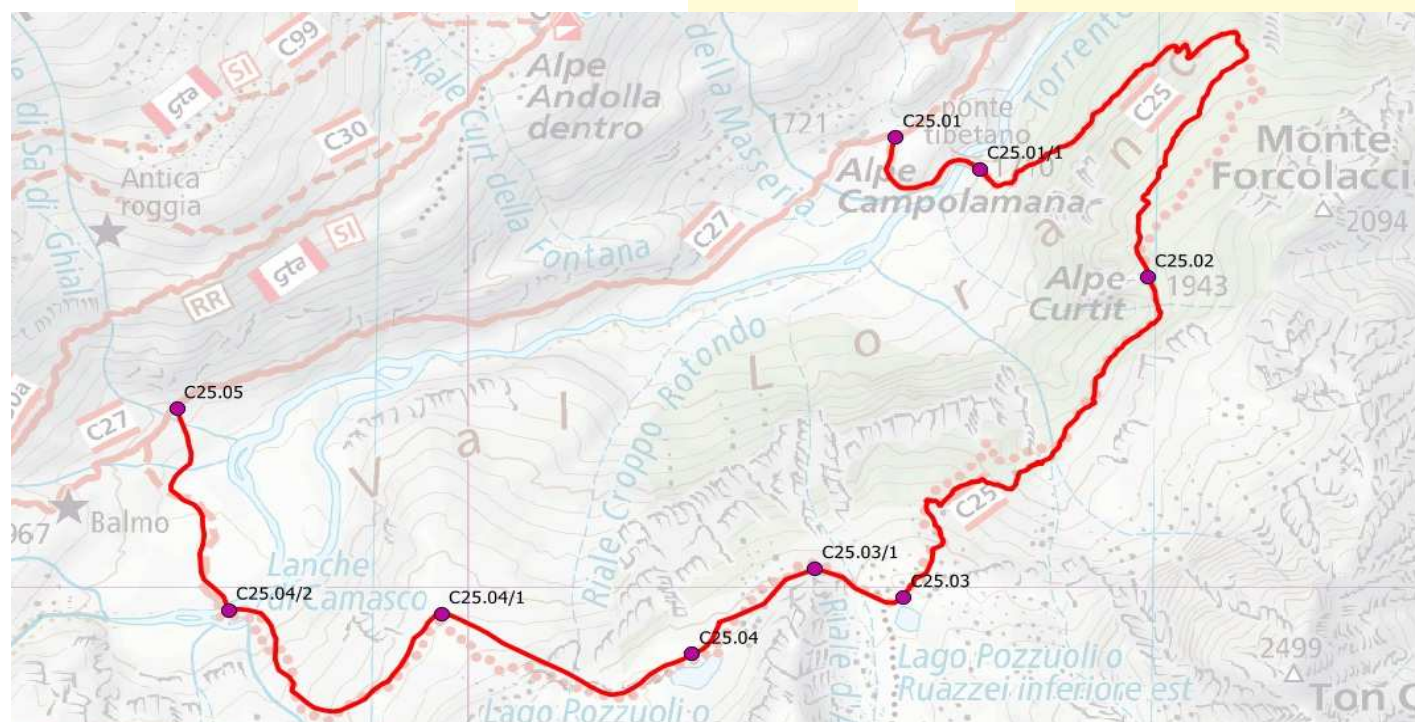 C99
SI
gta
Riale
Curt della
Fontana
della Masseria
Torrente
C25
Alpe
Andolla
dentro
C30
1721
C25.01
ponte
tibetano
C25.01/1
Monte
Forcolaccia
2094
Antica
roggia
SI
gta
RR
Ghiale
Alpe
Campolamana
C27
C25.02
Alpe
Curtit
1943
Riale Croppo Rotondo
Val Loranc
C25.05
C27
967
Balmo
C25
Lanche
di Camasco
C25.04/2
C25.04/1
C25.03/1
C25.03
C25.04
Lago Pozzuoli o
Ruazzei inferiore est
2499
Lago Pozzuoli o